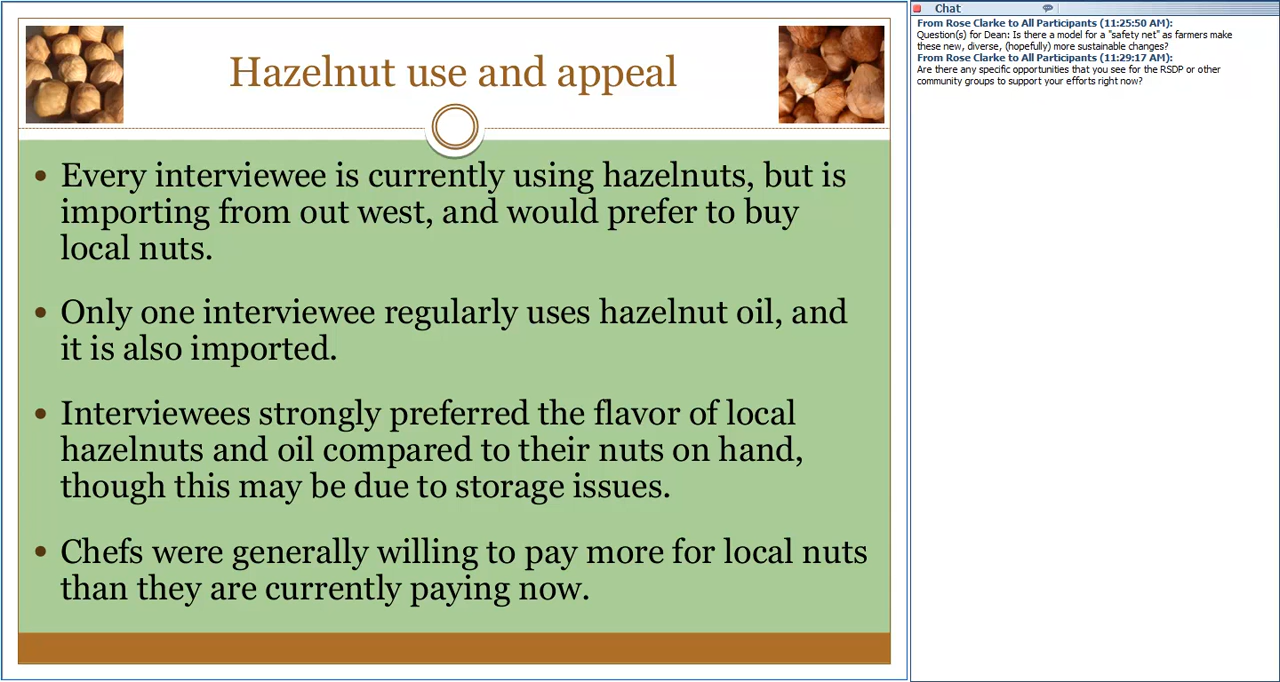 Hazelnut use and appeal
• Every interviewee is currently using hazelnuts, but is
importing from out west, and would prefer to buy
local nuts.
• Only one interviewee regularly uses hazelnut oil, and
it is also imported.
• Interviewees strongly preferred the flavor of local
hazelnuts and oil compared to their nuts on hand,
though this may be due to storage issues.
• Chefs were generally willing to pay more for local nuts
than they are currently paying now.
Chat
From Rose Clarke to All Participants (11:25:50 AM):
Question(s) for Dean: Is there a model for a "safety net" as farmers make
these new, diverse, (hopefully) more sustainable changes?
From Rose Clarke to All Participants (11:29:17 AM):
Are there any specific opportunities that you see for the RSDP or other
community groups to support your efforts right now?